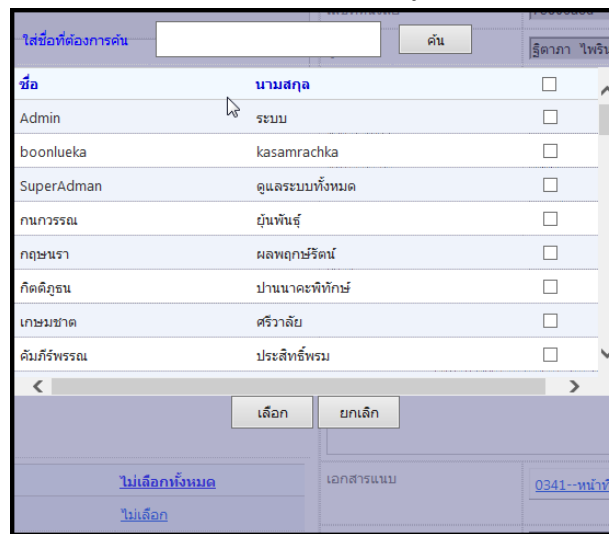 ใส่ชื่อที่ต้องการค้น ค้น
ฐิตาภา ไพริน
ชื่อ นามสกุล
Admin ระบบ
boonlueka kasamrachka
SuperAdman ดูแลระบบทั้งหมด
กนกวรรณ ยุ้นพันธุ์
กฤษนรา ผลพฤกษ์รัตน์
กิตติภูธน ปานนาคะพิทักษ์
เกษมชาต ศรีวาลัย
คัมภีร์พรรณ ประสิทธิ์พรม
เลือก ยกเลิก
ไม่เลือกทั้งหมด เอกสารแนบ 0341--หน้าที่
ไม่เลือก